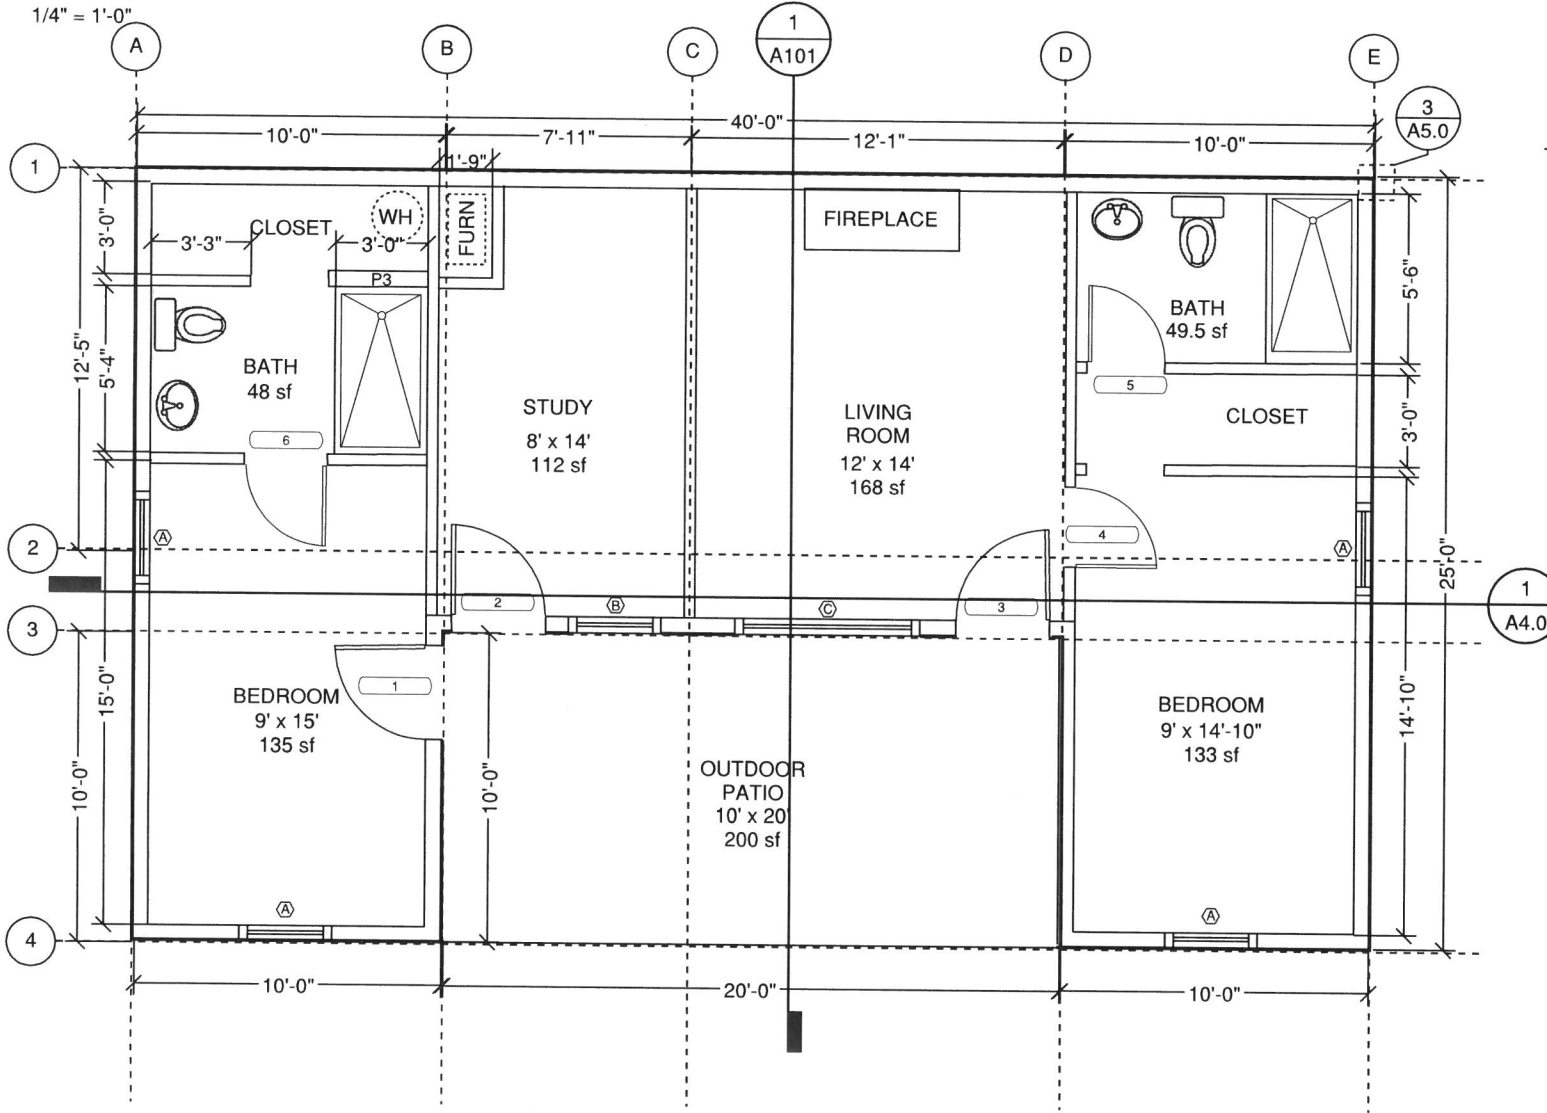 1/4" = 1'-0"
A
B
C
1
A101
D
E
3
A5.0
40'-0"
10'-0"
7'-11"
12'-1"
10'-0"
1
1'-9"
3'-0"
CLOSET
WH
FURN
3'-3"
3'-0"
FIREPLACE
P3
5'-6"
BATH
49.5 sf
12'-5"
5'-4"
BATH
48 sf
5
STUDY
8' x 14'
112 sf
LIVING
ROOM
12' x 14'
168 sf
CLOSET
3'-0"
6
2
A
4
A
25'-0"
2
B
C
3
1
A4.0
3
1
BEDROOM
9' x 15'
135 sf
15'-0"
BEDROOM
9' x 14'-10"
133 sf
14'-10"
10'-0"
10'-0"
OUTDOOR
PATIO
10' x 20'
200 sf
A
A
4
10'-0"
20'-0"
10'-0"